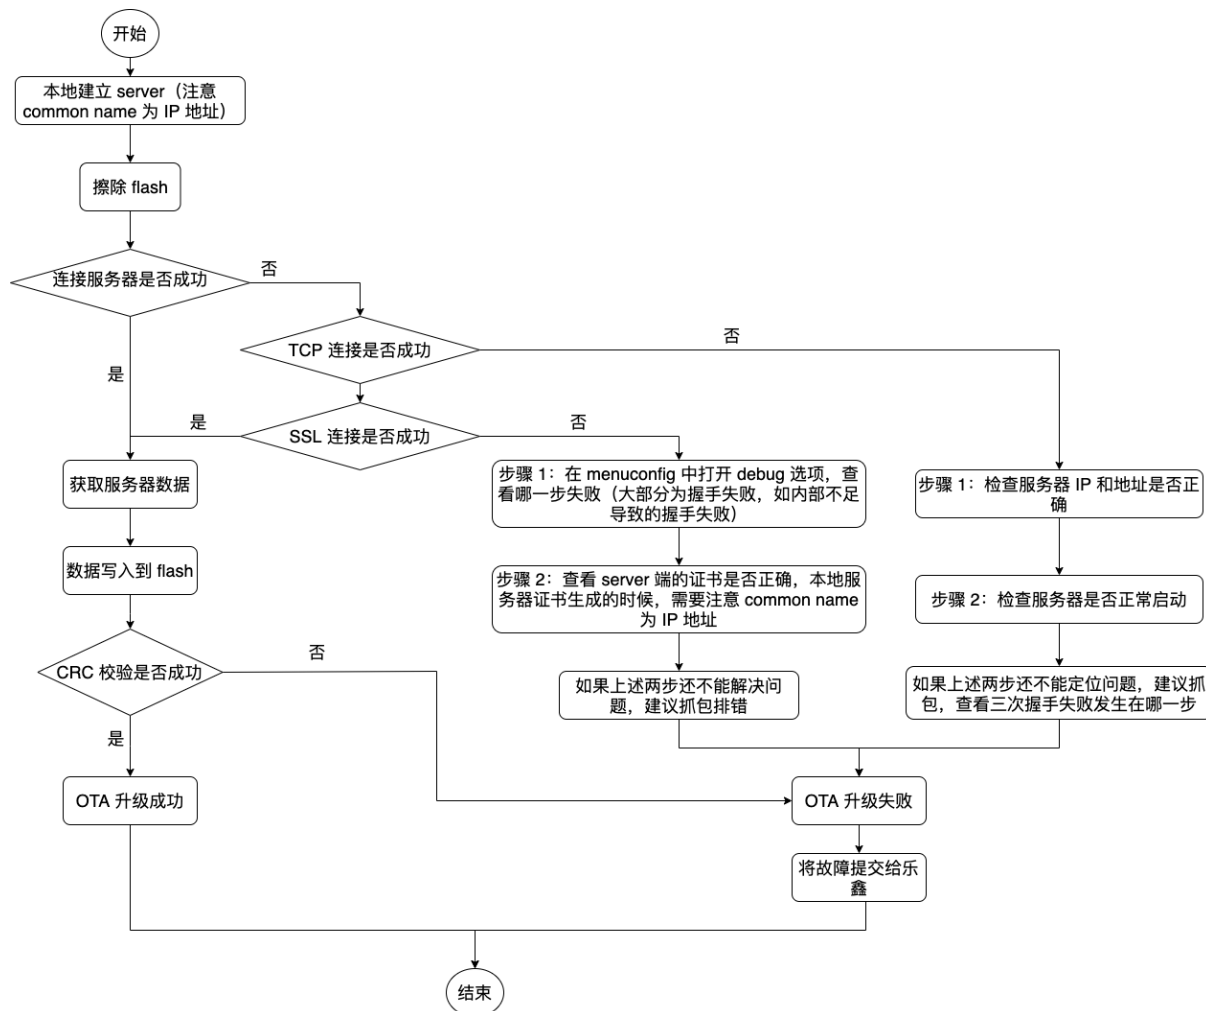 开始
本地建立 server（注意
common name 为 IP 地址）
擦除 flash
连接服务器是否成功
否
TCP 连接是否成功
否
是
SSL 连接是否成功
是
否
获取服务器数据
步骤 1：在 menuconfig 中打开 debug 选项，查
看哪一步失败（大部分为握手失败，如内部不足
导致的握手失败）
步骤 1：检查服务器 IP 和地址是否正
确
数据写入到 flash
步骤 2：查看 server 端的证书是否正确，本地服
务器证书生成的时候，需要注意 common name
为 IP 地址
步骤 2：检查服务器是否正常启动
CRC 校验是否成功
否
是
如果上述两步还不能解决问
题，建议抓包排错
如果上述两步还不能定位问题，建议抓
包，查看三次握手失败发生在哪一步
OTA 升级成功
OTA 升级失败
将故障提交给乐
鑫
结束